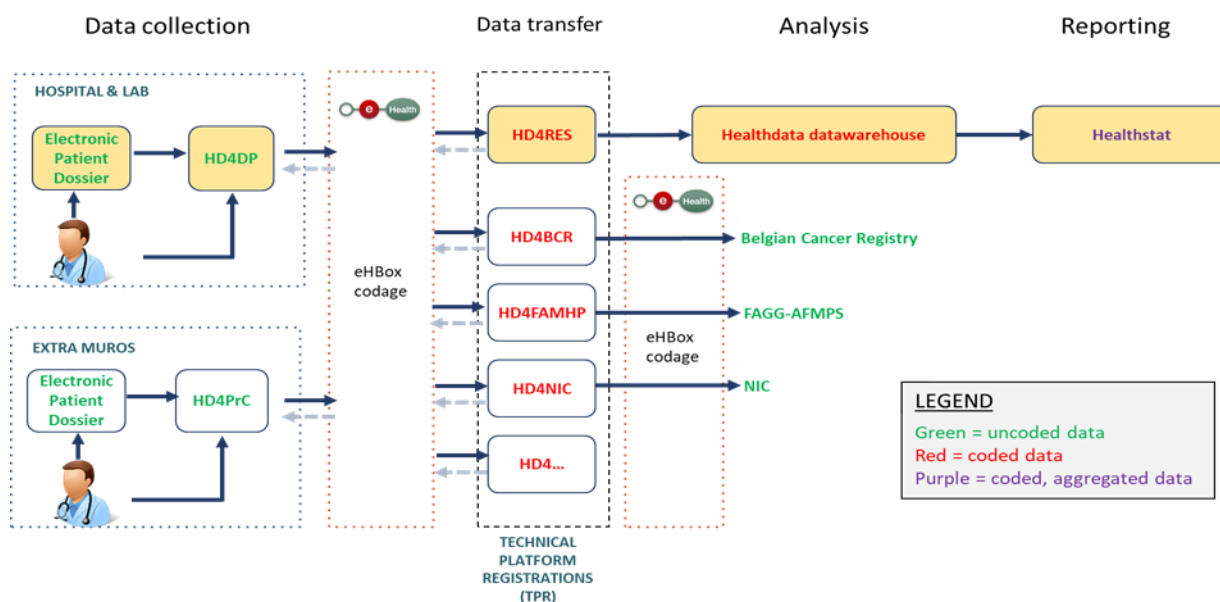 Data collection
Data transfer
Analysis
Reporting
HOSPITAL & LAB
Electronic
Patient
Dossier
HD4DP
EXTRA MUROS
Electronic
Patient
Dossier
HD4PrC
e Health
eHBox
codage
HD4RES
HD4BCR
HD4FAMHP
HD4NIC
HD4...
TECHNICAL
PLATFORM
REGISTRATIONS
(TPR)
e Health
eHBox
codage
Healthdata datawarehouse
Belgian Cancer Registry
FAGG-AFMPS
NIC
Healthstat
LEGEND
Green = uncoded data
Red = coded data
Purple = coded, aggregated data